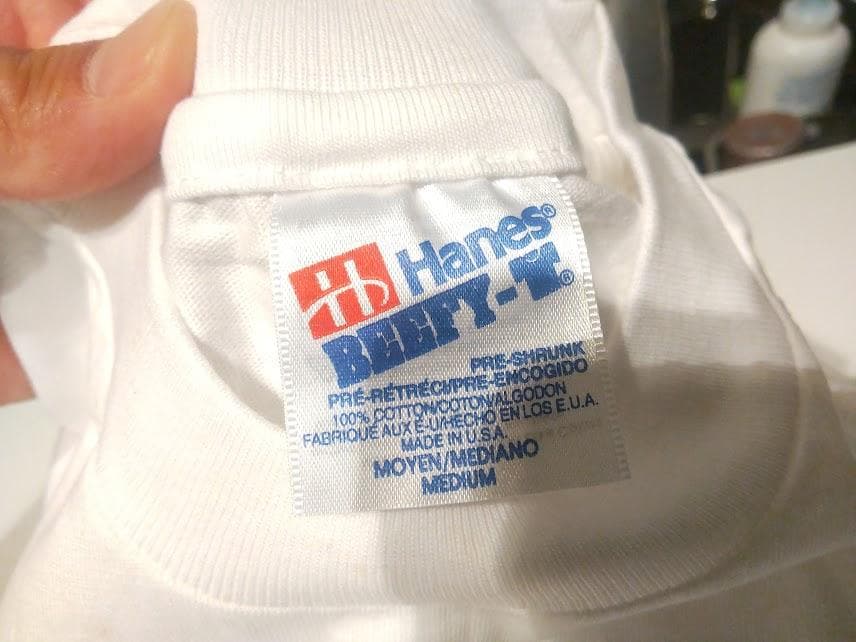 H Hanes®
BEEFY-T®
PRE-SHRUNK
PRÉ-RÉTRÉCI/PRE-ENCOGIDO
100% COTTON/COTON/ALGODON
FABRIQUÉ AUX E-U/HECHO EN LOS E.U.A.
MADE IN U.S.A.
MOYEN/MEDIANO
MEDIUM